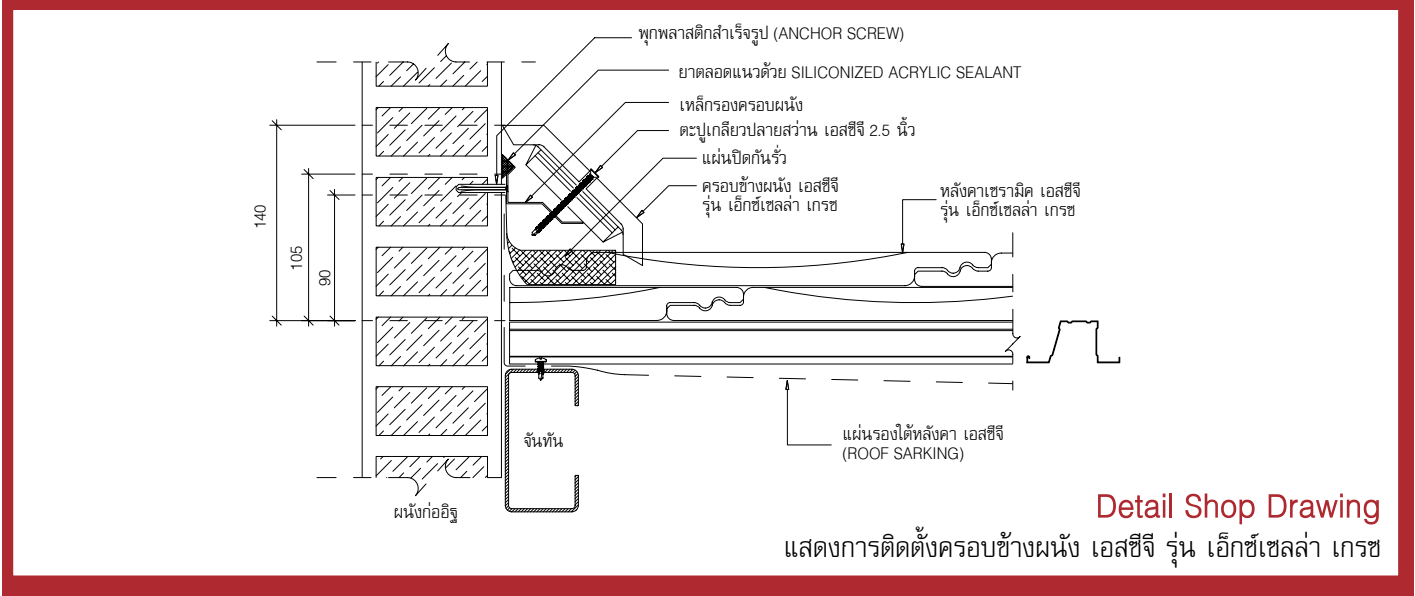 พุกพลาสติกสำเร็จรูป (ANCHOR SCREW)
ยาตลอดแนวด้วย SILICONIZED ACRYLIC SEALANT
เหล็กรองครอบผนัง
ตะปูเกลียวปลายสว่าน เอสซีจี 2.5 นิ้ว
แผ่นปิดกันรั่ว
ครอบข้างผนัง เอสซีจี
รุ่น เอ็กซ์เซลล่า เกรซ
หลังคาเซรามิค เอสซีจี
รุ่น เอ็กซ์เซลล่า เกรซ
140
105
90
จันทัน
แผ่นรองใต้หลังคา เอสซีจี
(ROOF SARKING)
ผนังก่ออิฐ
Detail Shop Drawing
แสดงการติดตั้งครอบข้างผนัง เอสซีจี รุ่น เอ็กซ์เซลล่า เกรซ